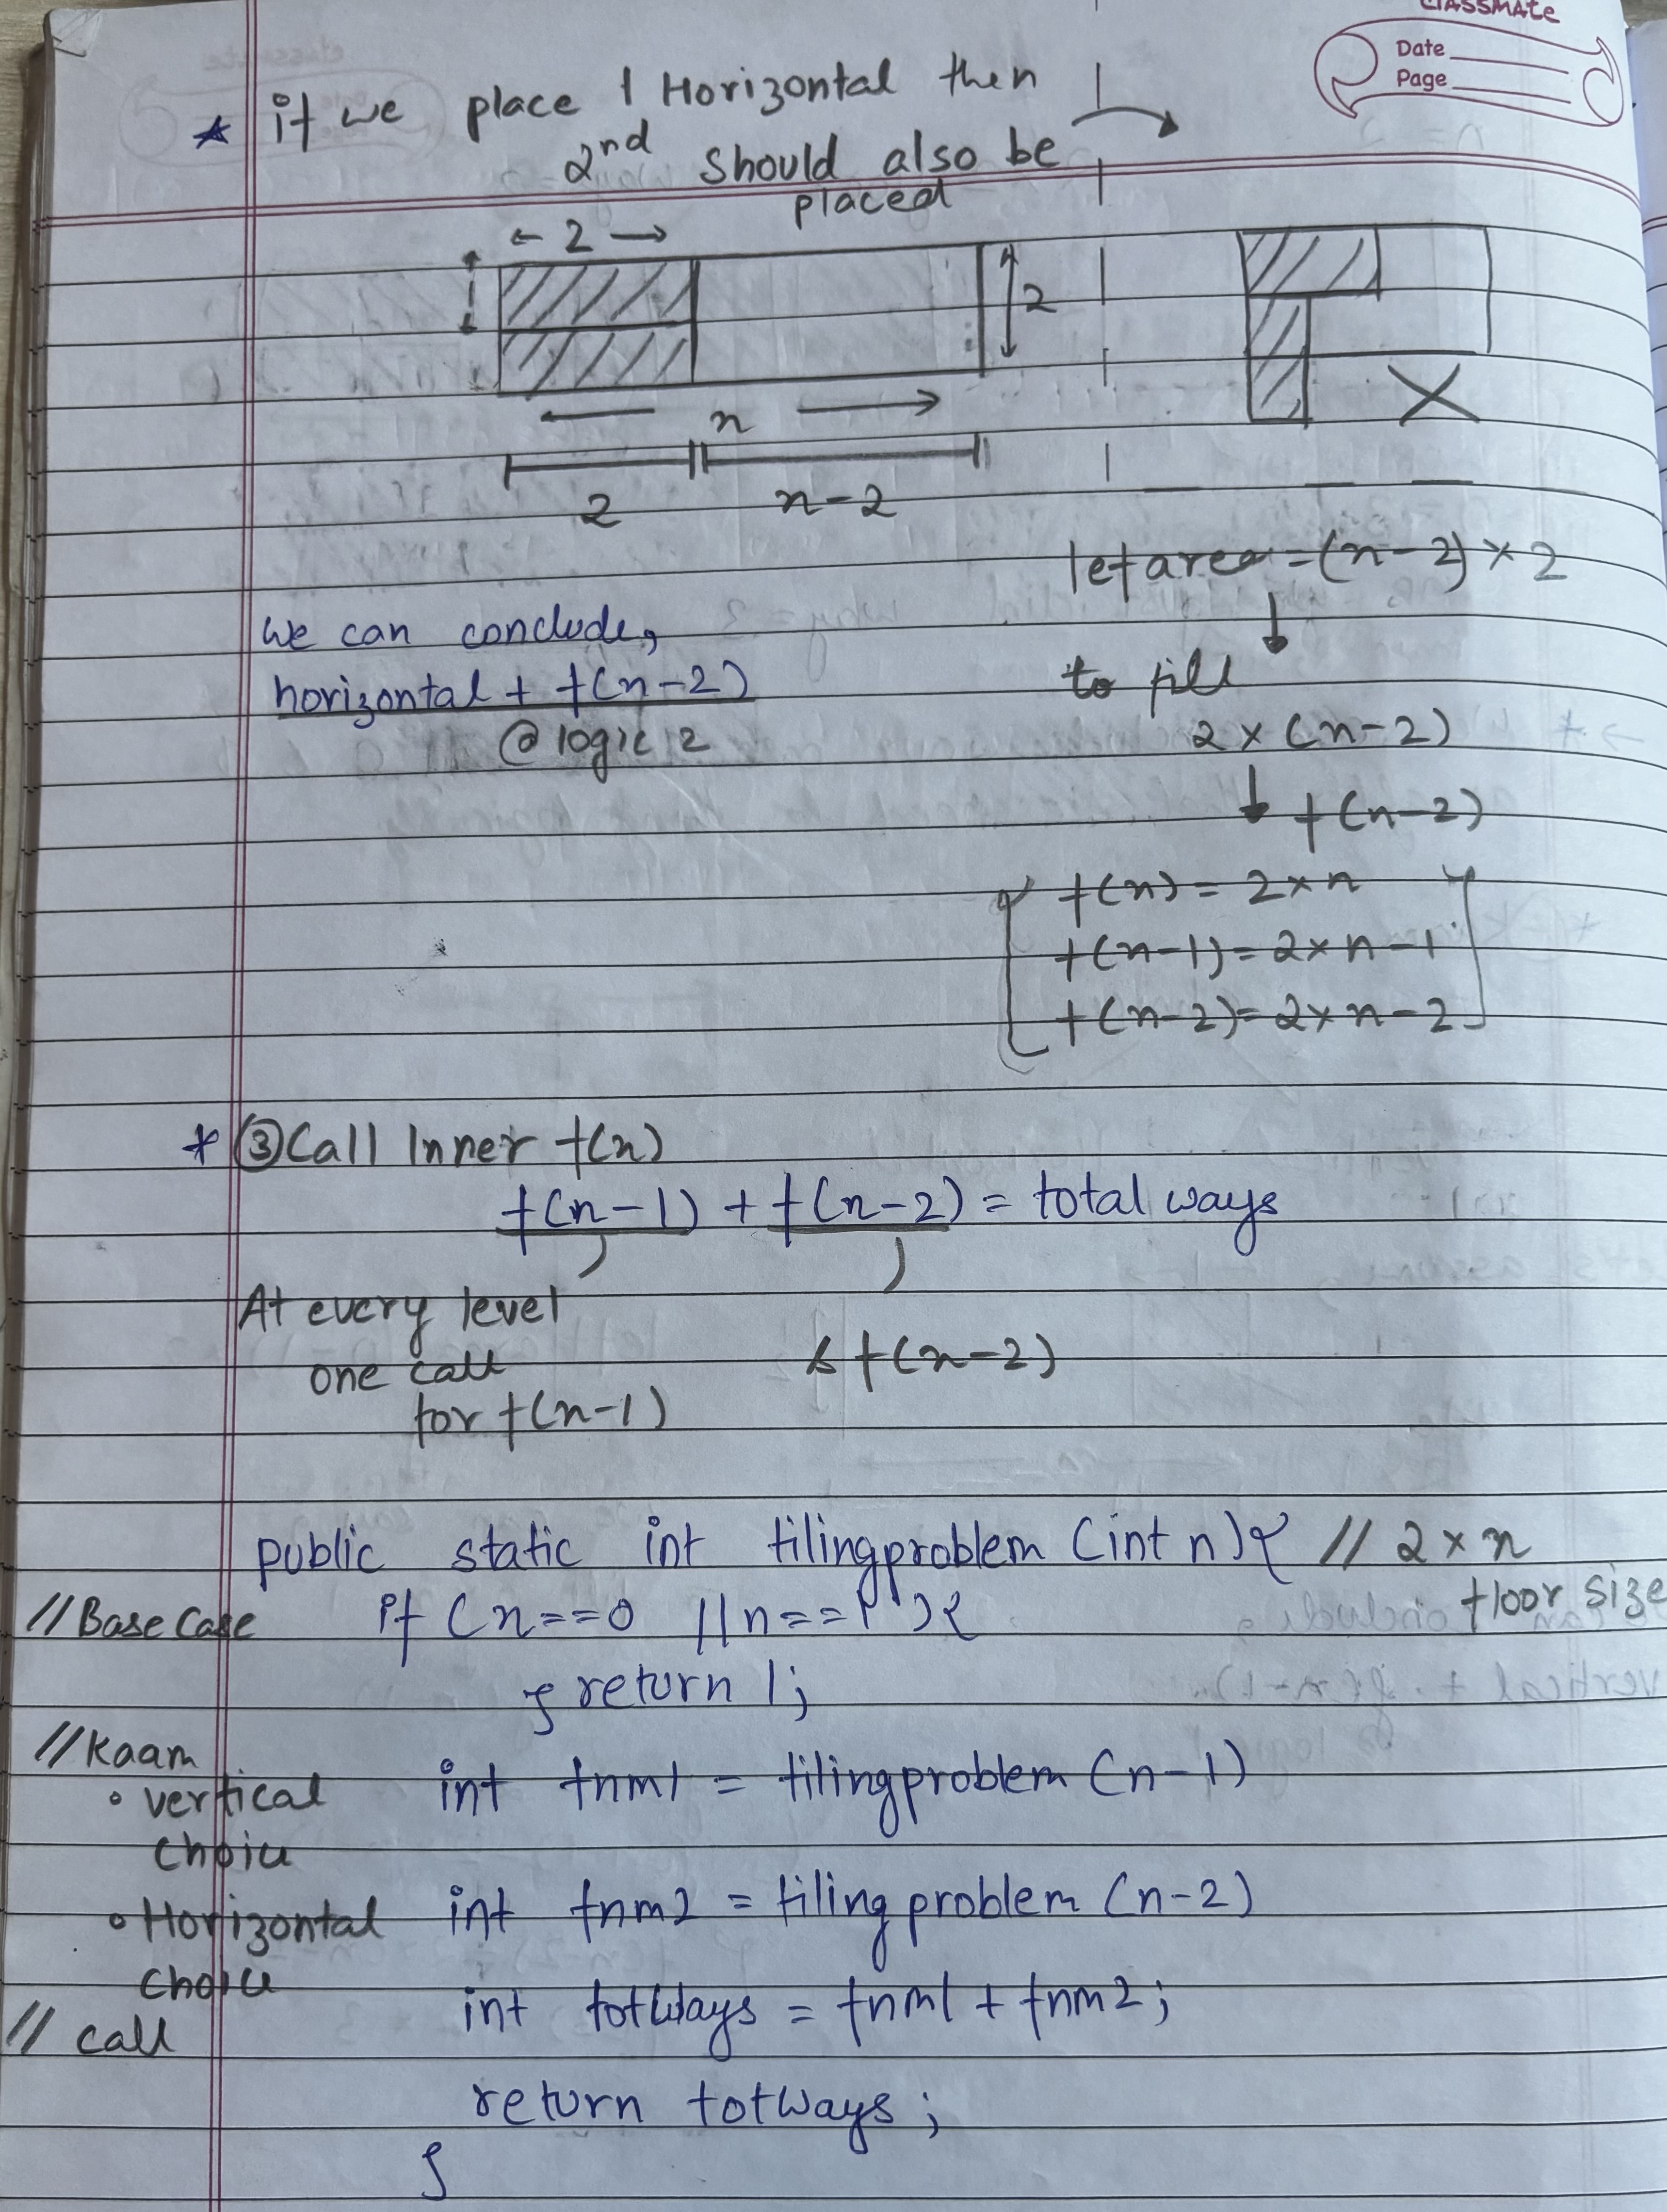 classmate
Date
Page
* if we place 1 Horizontal then
2nd should also be
placed
← 2 →
2
n
2 n-2
let area = (n-2) × 2
We can conclude,
to fill
horizontal + f(n-2)
@ logic 2
2 × (n-2)
f(n-2)
f(n) = 2×n
f(n-1) = 2×n-1
f(n-2) = 2×n-2
* ③ Call Inner f(n)
f(n-1) + f(n-2) = total ways
At every level
one call
for f(n-1)
& f(n-2)
public static int tilingproblem (int n){ // 2 × n
floor size
//Base Case if (n==0 || n==1){
} return 1;
//Kaam
• vertical int fnm1 = tilingproblem (n-1)
choice
• Horizontal int fnm2 = tilingproblem (n-2)
choice
// call int totWays = fnm1 + fnm2;
return totWays;
}